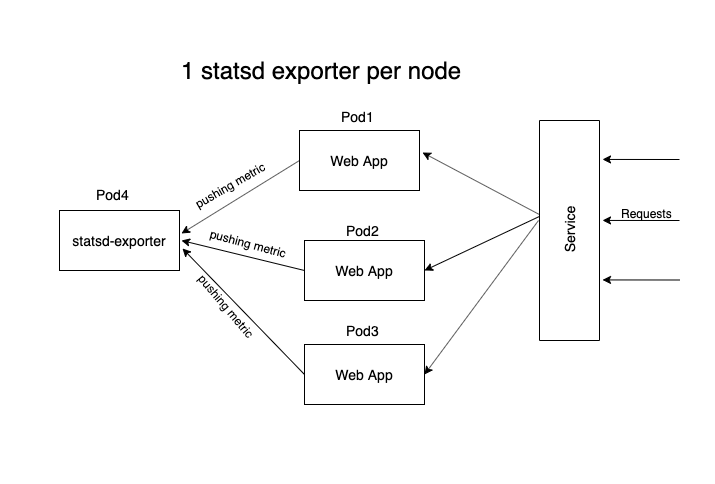 1 statsd exporter per node
Pod1
Web App
pushing metric
Pod4
statsd-exporter
Pod2
pushing metric
Web App
Service
Requests
pushing metric
Pod3
Web App